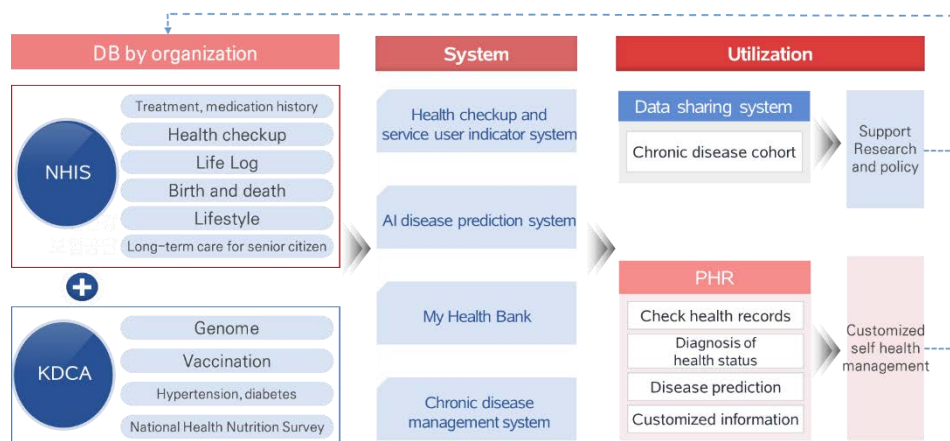 DB by organization
NHIS
Treatment, medication history
Health checkup
Life Log
Birth and death
Lifestyle
Long-term care for senior citizen
KDCA
Genome
Vaccination
Hypertension, diabetes
National Health Nutrition Survey
System
Health checkup and
service user indicator system
AI disease prediction system
My Health Bank
Chronic disease
management system
Utilization
Data sharing system
Chronic disease cohort
Support
Research
and policy
PHR
Check health records
Diagnosis of
health status
Disease prediction
Customized information
Customized
self health
management